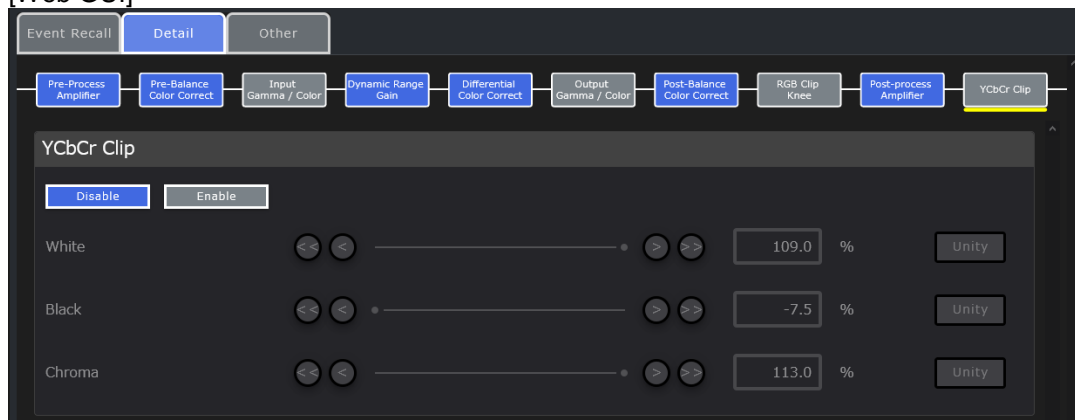 [Web GUI]
Event Recall
Detail
Other
Pre-Process
Amplifier
Pre-Balance
Color Correct
Input
Gamma / Color
Dynamic Range
Gain
Differential
Color Correct
Output
Gamma / Color
Post-Balance
Color Correct
RGB Clip
Knee
Post-process
Amplifier
YCbCr Clip
YCbCr Clip
Disable
Enable
White << < > >> 109.0 % Unity
Black << < > >> -7.5 % Unity
Chroma << < > >> 113.0 % Unity